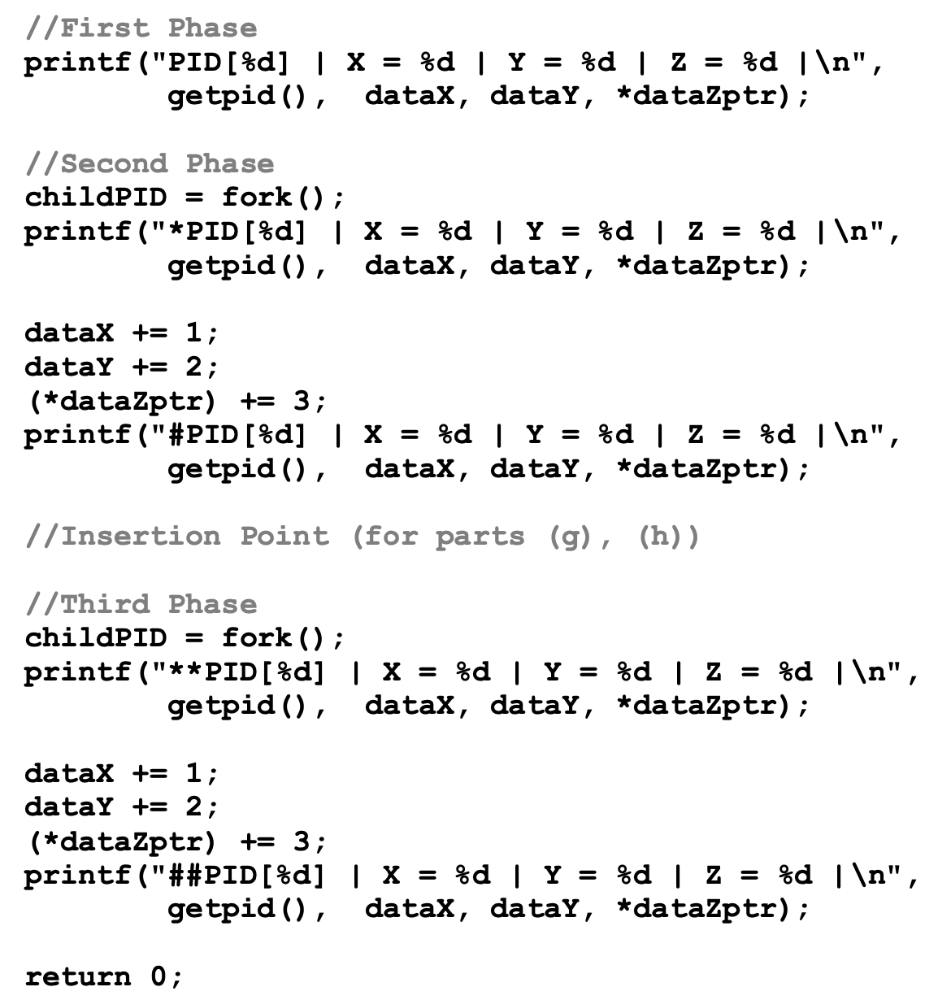 //First Phase
printf("PID[%d] | X = %d | Y = %d | Z = %d |\n",
getpid(), dataX, dataY, *dataZptr);
//Second Phase
childPID = fork();
printf("*PID[%d] | X = %d | Y = %d | Z = %d |\n",
getpid(), dataX, dataY, *dataZptr);
dataX += 1;
dataY += 2;
(*dataZptr) += 3;
printf("#PID[%d] | X = %d | Y = %d | Z = %d |\n",
getpid(), dataX, dataY, *dataZptr);
//Insertion Point (for parts (g), (h))
//Third Phase
childPID = fork();
printf("**PID[%d] | X = %d | Y = %d | Z = %d |\n",
getpid(), dataX, dataY, *dataZptr);
dataX += 1;
dataY += 2;
(*dataZptr) += 3;
printf("##PID[%d] | X = %d | Y = %d | Z = %d |\n",
getpid(), dataX, dataY, *dataZptr);
return 0;